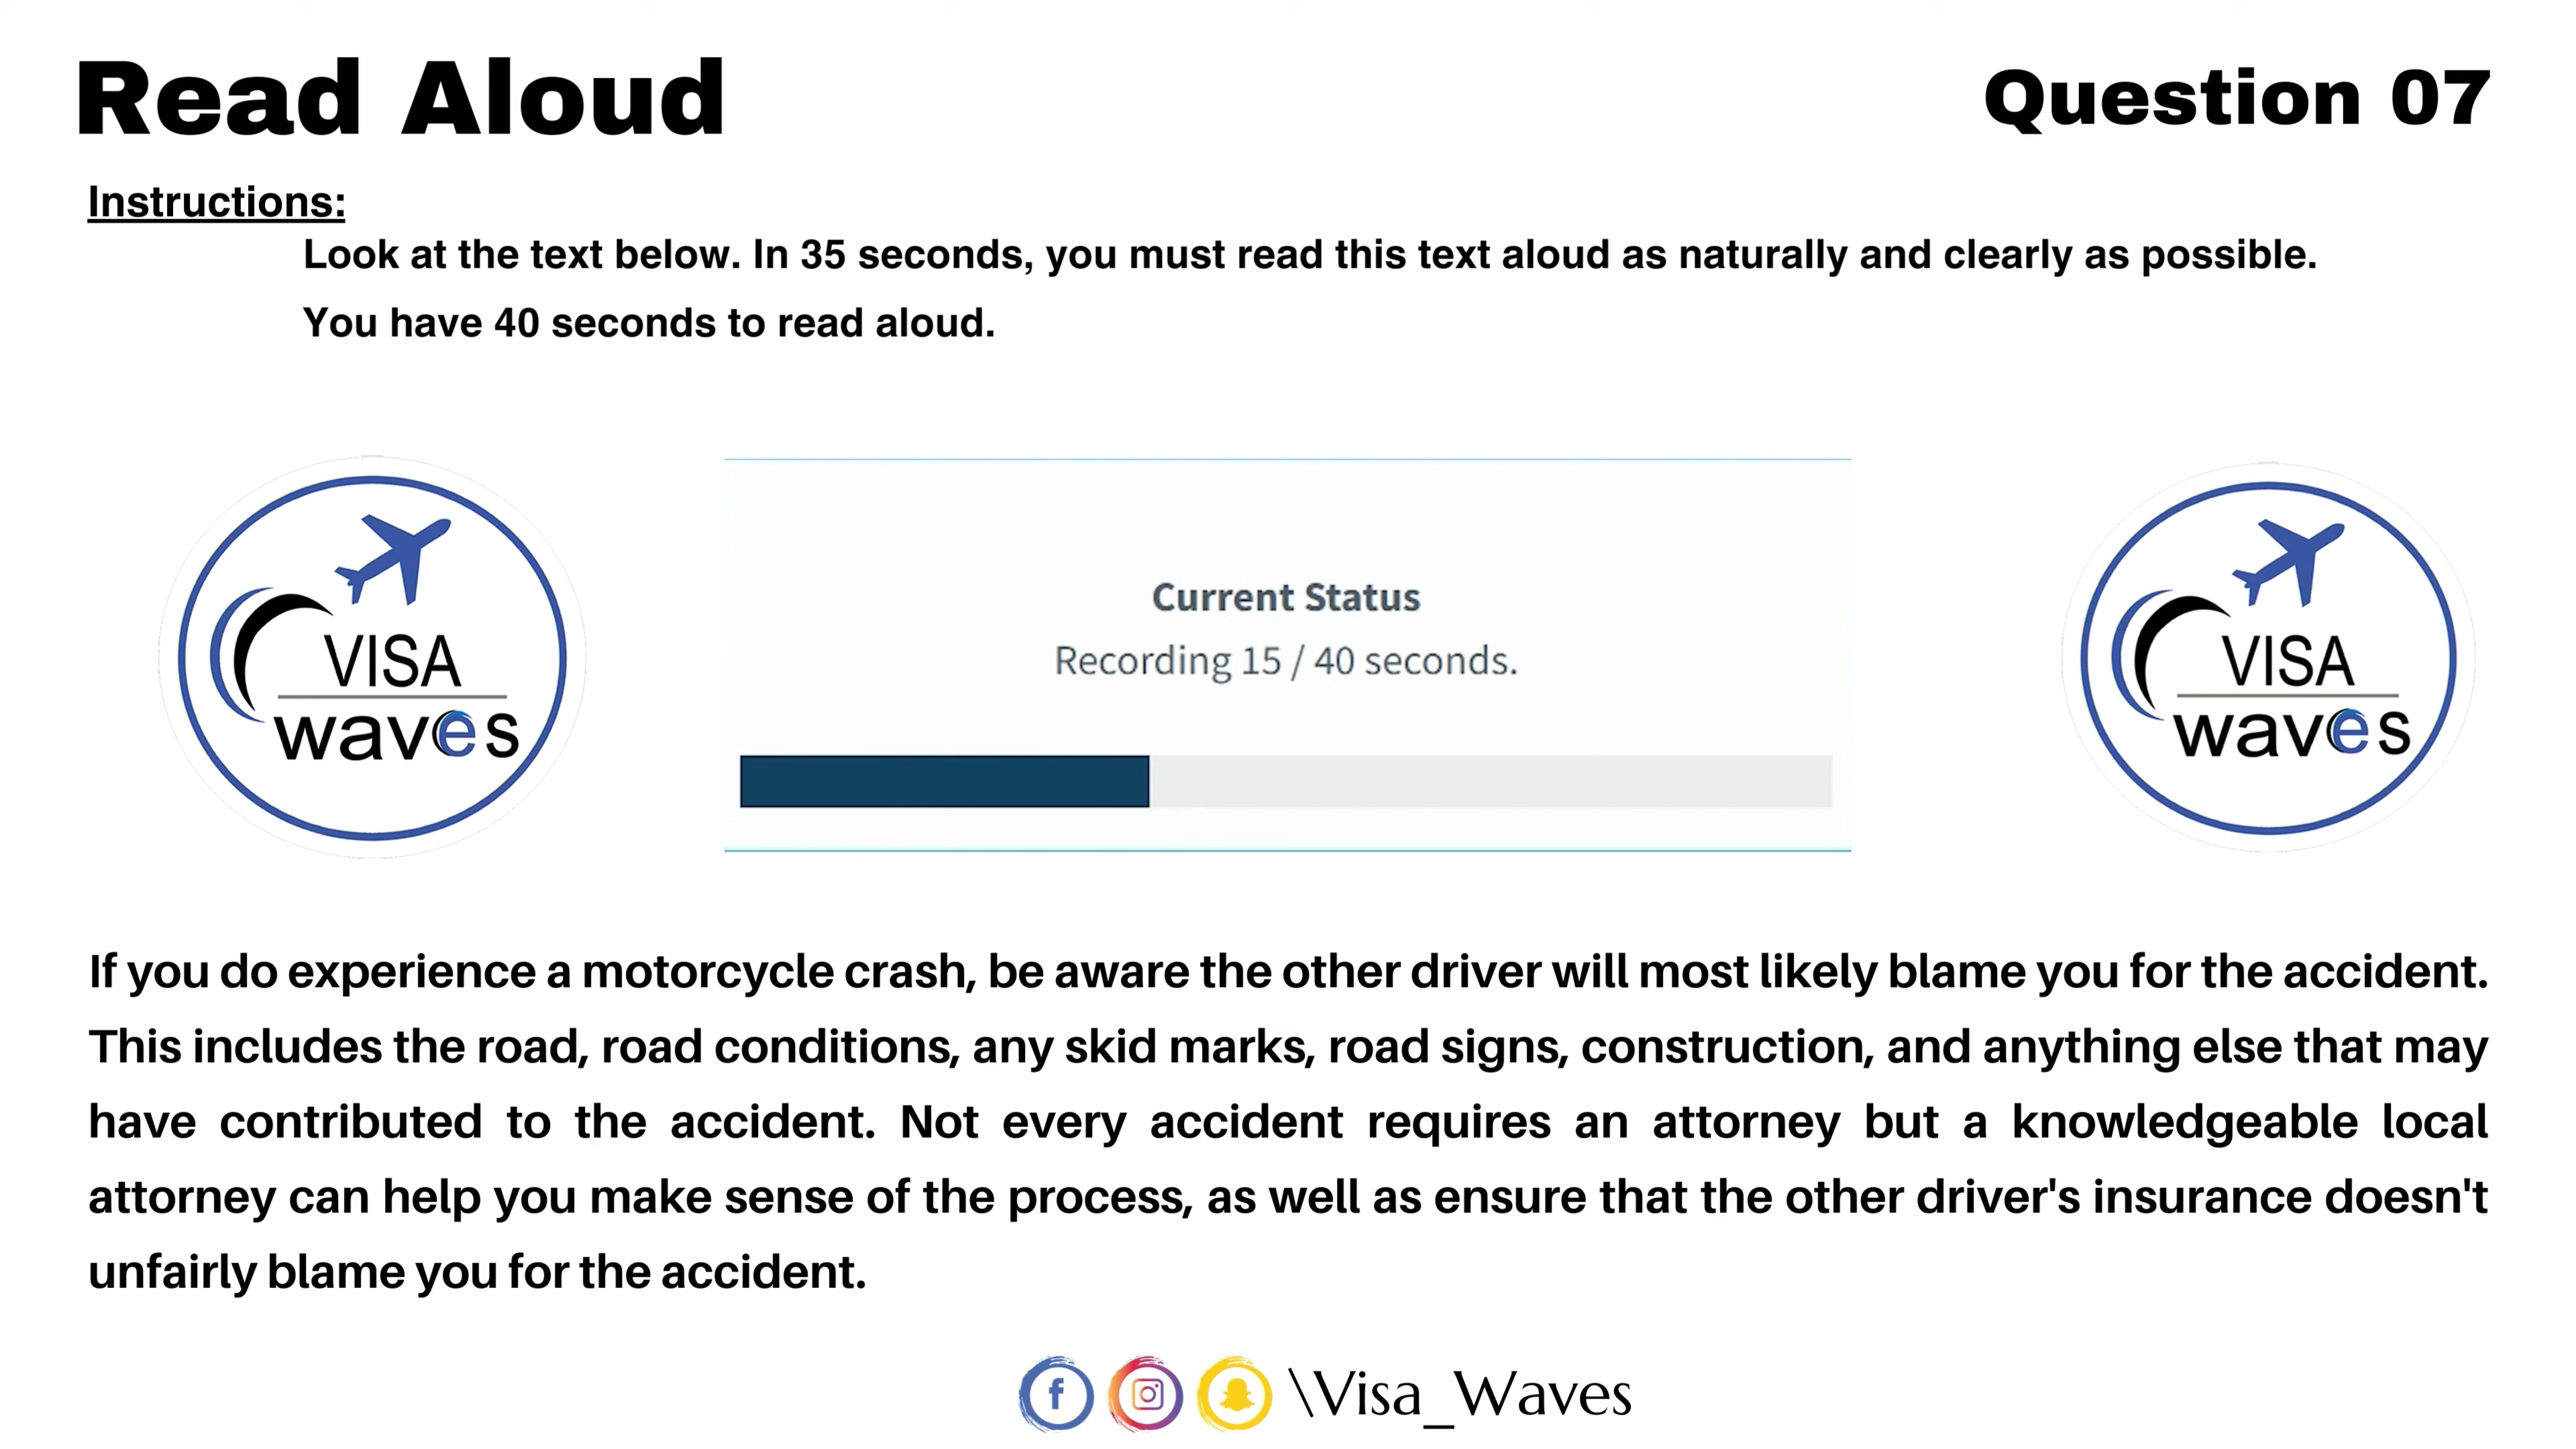 Read Aloud
Question 07
Instructions:
Look at the text below. In 35 seconds, you must read this text aloud as naturally and clearly as possible.
You have 40 seconds to read aloud.
VISA
waves
Current Status
Recording 15 / 40 seconds.
VISA
waves
If you do experience a motorcycle crash, be aware the other driver will most likely blame you for the accident.
This includes the road, road conditions, any skid marks, road signs, construction, and anything else that may
have contributed to the accident. Not every accident requires an attorney but a knowledgeable local
attorney can help you make sense of the process, as well as ensure that the other driver's insurance doesn't
unfairly blame you for the accident.
\Visa_Waves